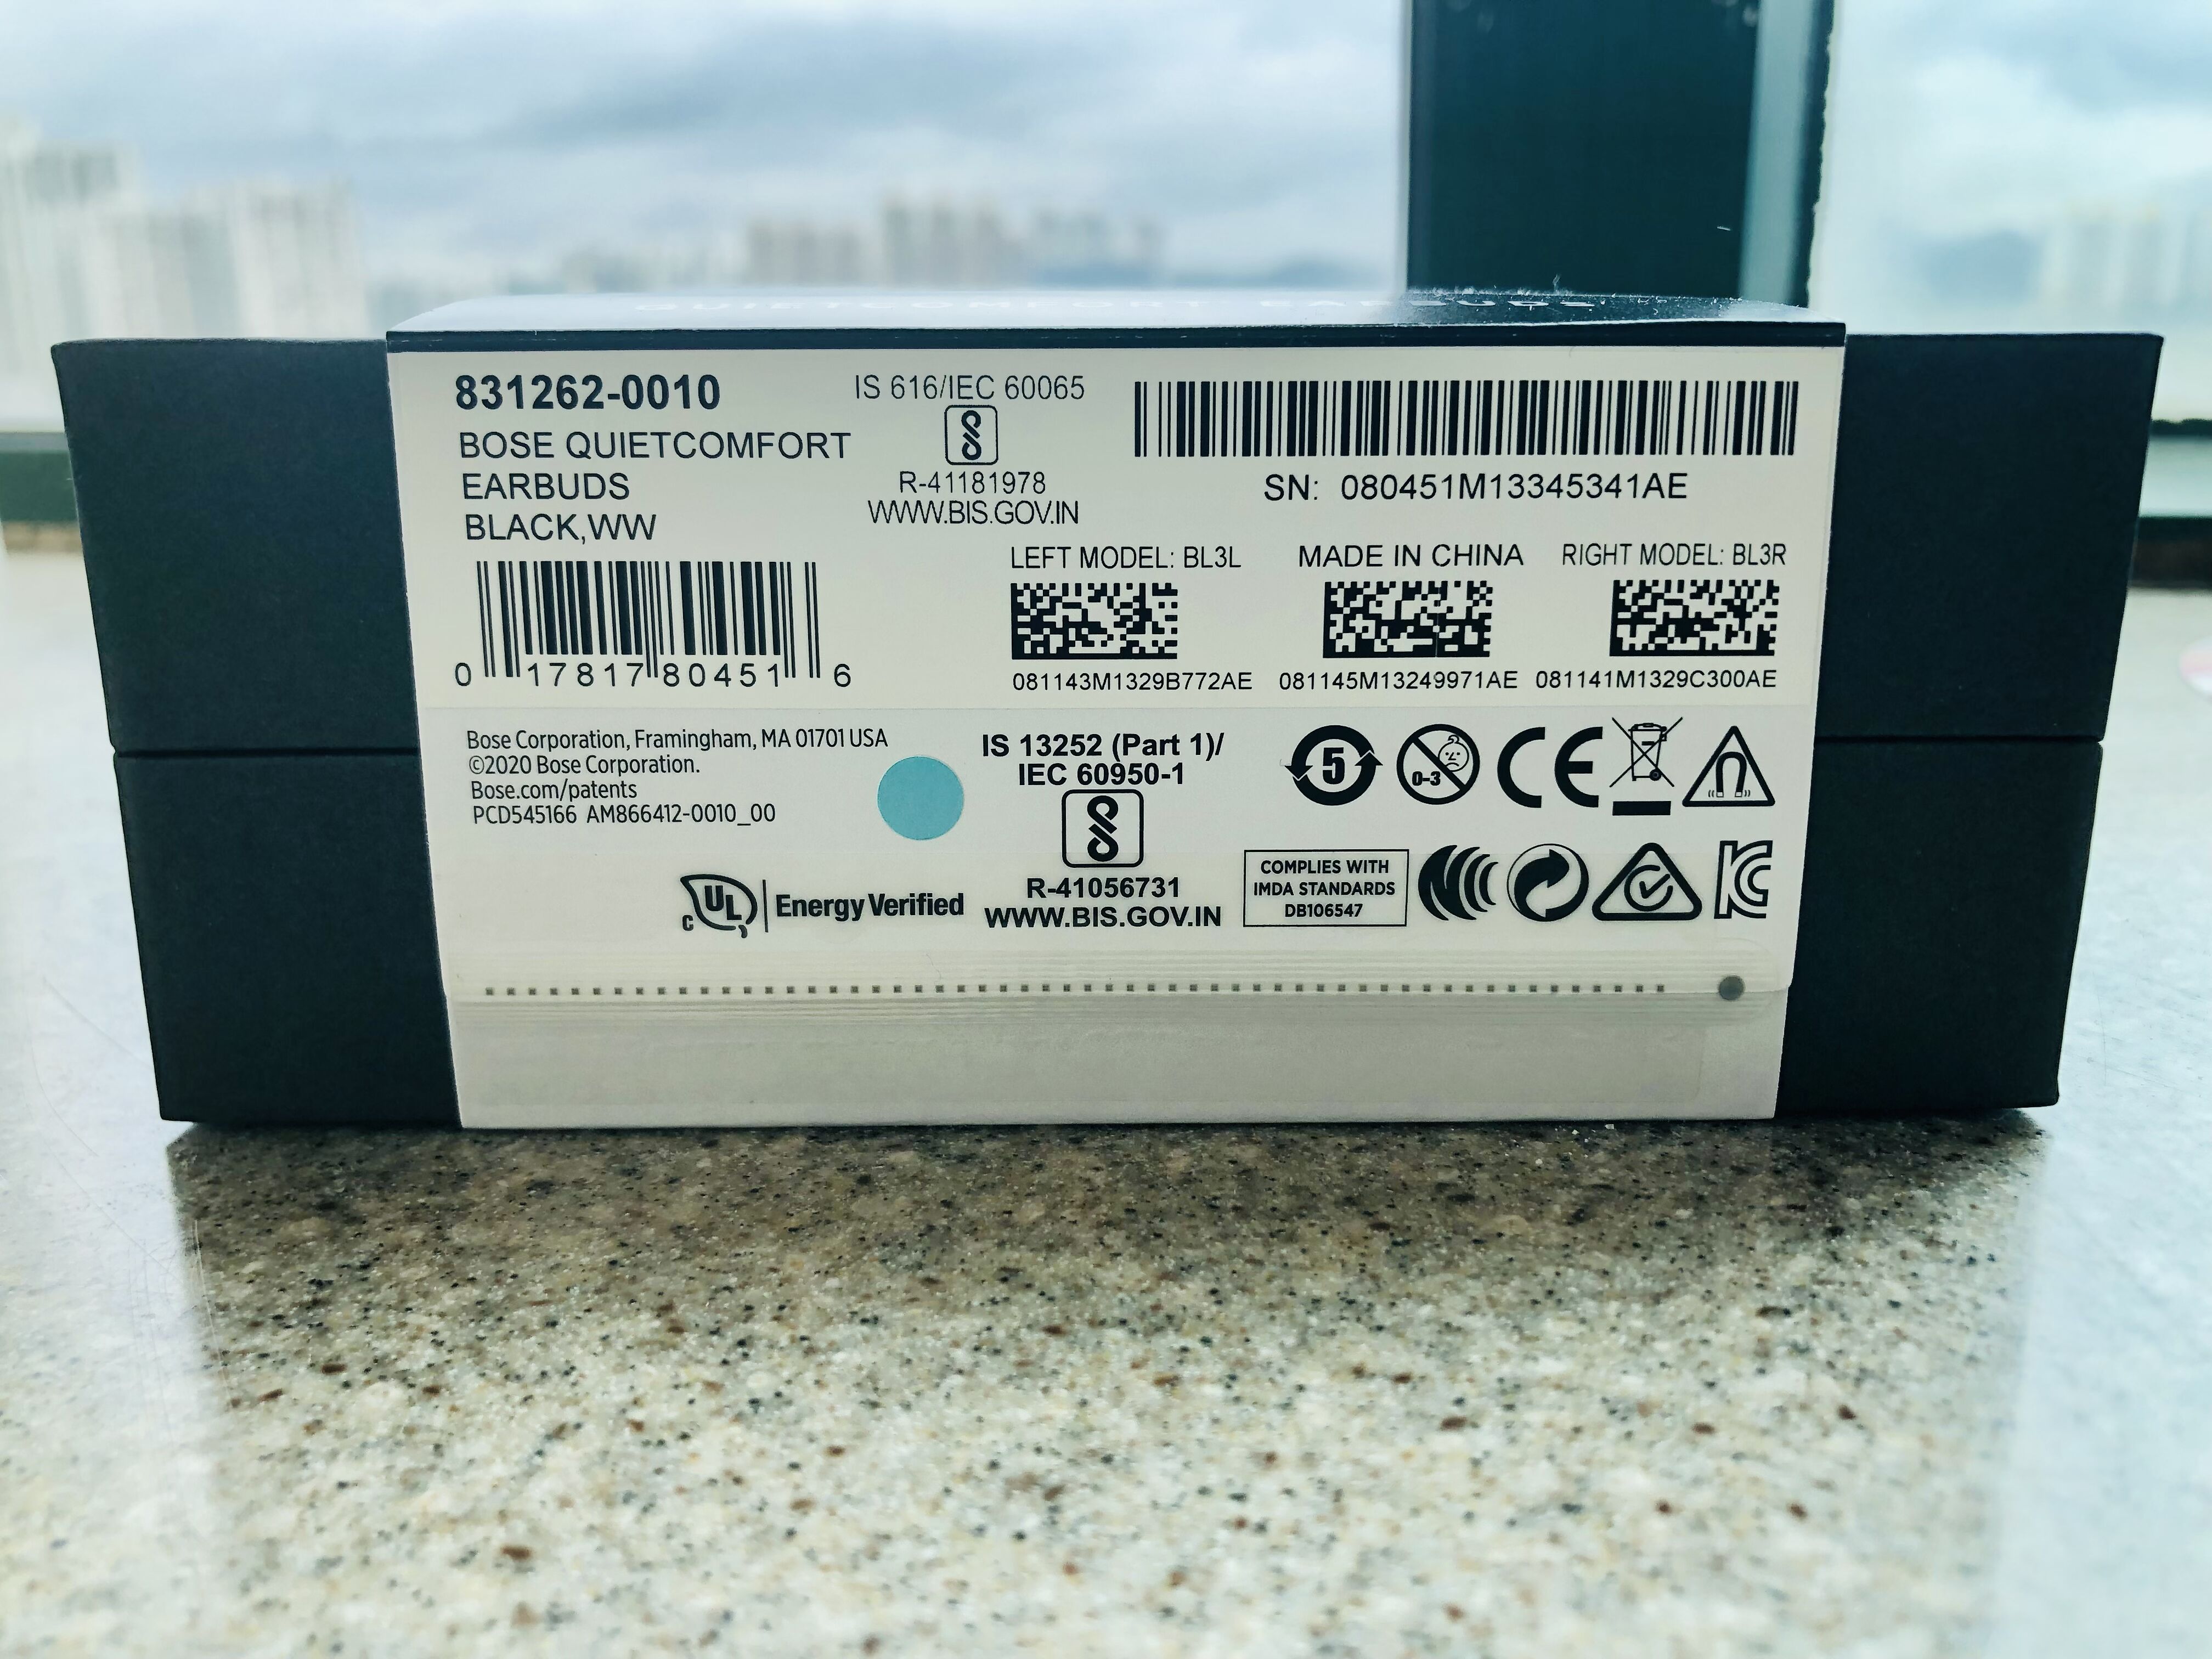 QUIETCOMFORT EARBUDS
831262-0010
BOSE QUIETCOMFORT
EARBUDS
BLACK,WW
0 17817 80451 6
IS 616/IEC 60065
R-41181978
WWW.BIS.GOV.IN
SN: 080451M13345341AE
LEFT MODEL: BL3L
081143M1329B772AE
MADE IN CHINA
081145M13249971AE
RIGHT MODEL: BL3R
081141M1329C300AE
Bose Corporation, Framingham, MA 01701 USA
©2020 Bose Corporation.
Bose.com/patents
PCD545166 AM866412-0010_00
c UL Energy Verified
IS 13252 (Part 1)/
IEC 60950-1
R-41056731
WWW.BIS.GOV.IN
5
0-3
CE
COMPLIES WITH
IMDA STANDARDS
DB106547
KC